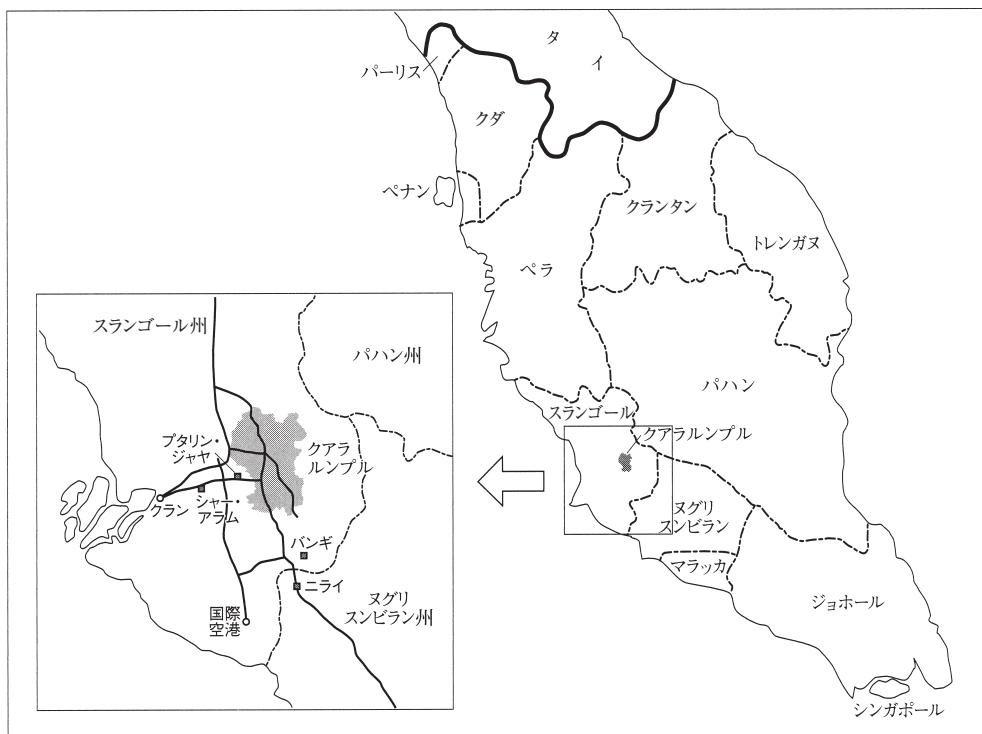 タイ
パーリス
クダ
ペナン
クランタン
トレンガヌ
ペラ
パハン
スランゴール
クアラルンプル
ヌグリ
スンビラン
マラッカ
ジョホール
シンガポール
スランゴール州
パハン州
プタリン・
ジャヤ
クアラ
ルンプル
クラン
シャー・
アラム
バンギ
ニライ
国際
空港
ヌグリ
スンビラン州